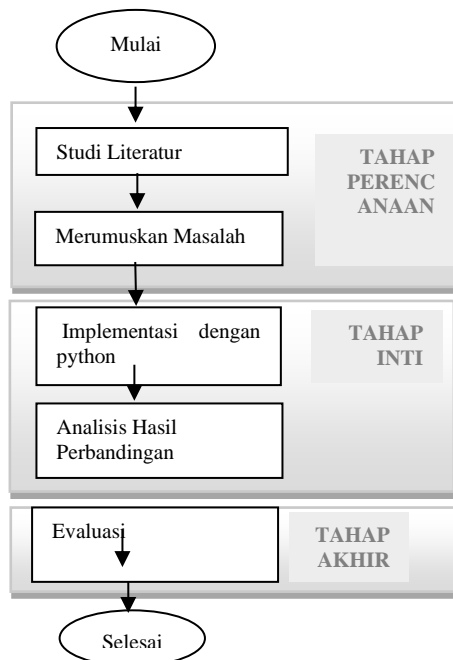 Mulai
Studi Literatur
TAHAP
PERENC
ANAAN
Merumuskan Masalah
Implementasi dengan
python
TAHAP
INTI
Analisis Hasil
Perbandingan
Evaluasi
TAHAP
AKHIR
Selesai